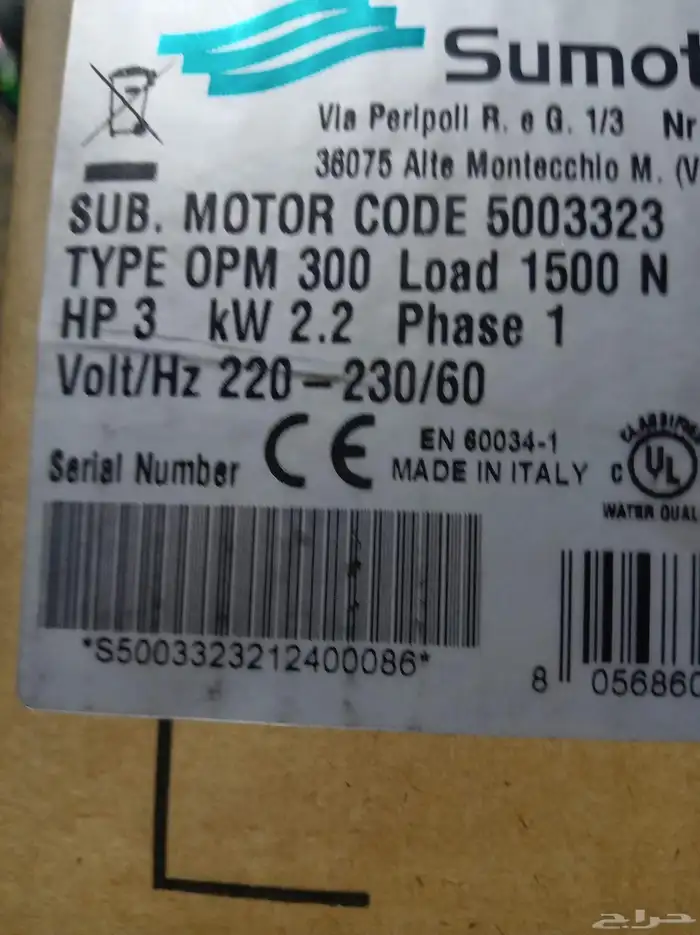 Sumot
Via Peripoli R. e G. 1/3 Nr
36075 Alte Montecchio M. (V
SUB. MOTOR CODE 5003323
TYPE OPM 300 Load 1500 N
HP 3 kW 2.2 Phase 1
Volt/Hz 220-230/60
Serial Number CE EN 60034-1
MADE IN ITALY
CLASSIFIE
C UL
WATER QUAL
*S5003323212400086*
8 056860
حراج